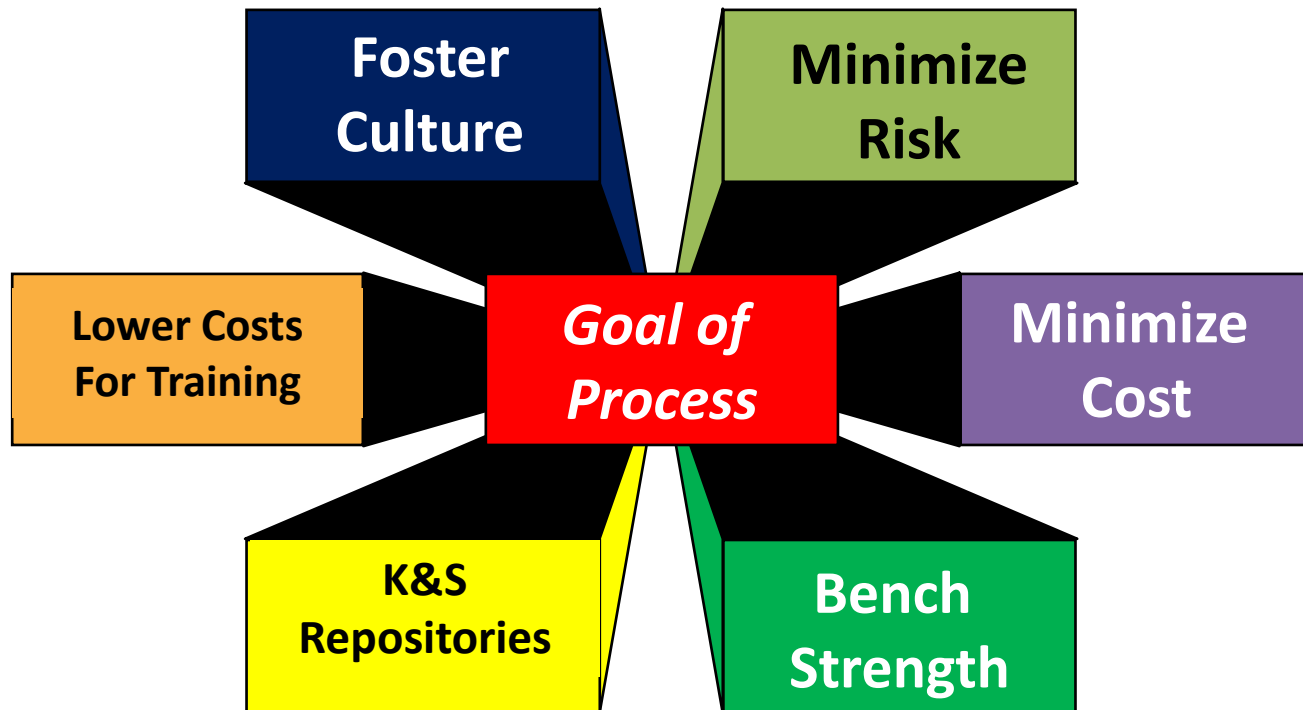 Foster
Culture
Minimize
Risk
Lower Costs
For Training
Goal of
Process
Minimize
Cost
K&S
Repositories
Bench
Strength